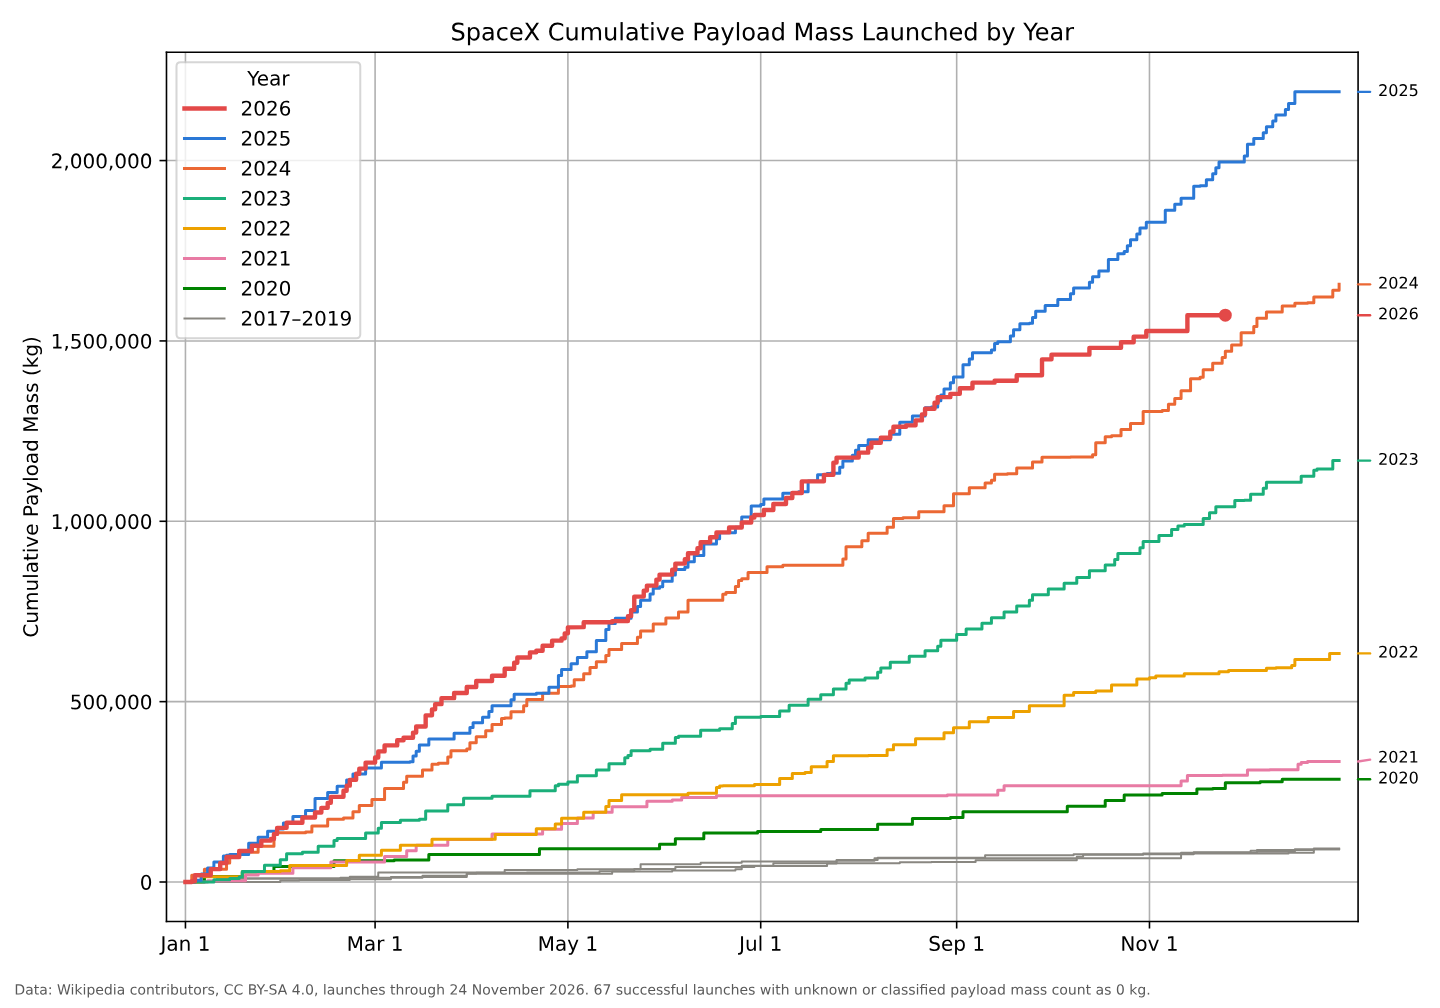 SpaceX Cumulative Payload Mass Launched by Year
Year
2026
2025
2024
2023
2022
2021
2020
2017–2019
Cumulative Payload Mass (kg)
2,000,000
1,500,000
1,000,000
500,000
0
Jan 1
Mar 1
May 1
Jul 1
Sep 1
Nov 1
2025
2024
2026
2023
2022
2021
2020
Data: Wikipedia contributors, CC BY-SA 4.0, launches through 24 November 2026. 67 successful launches with unknown or classified payload mass count as 0 kg.